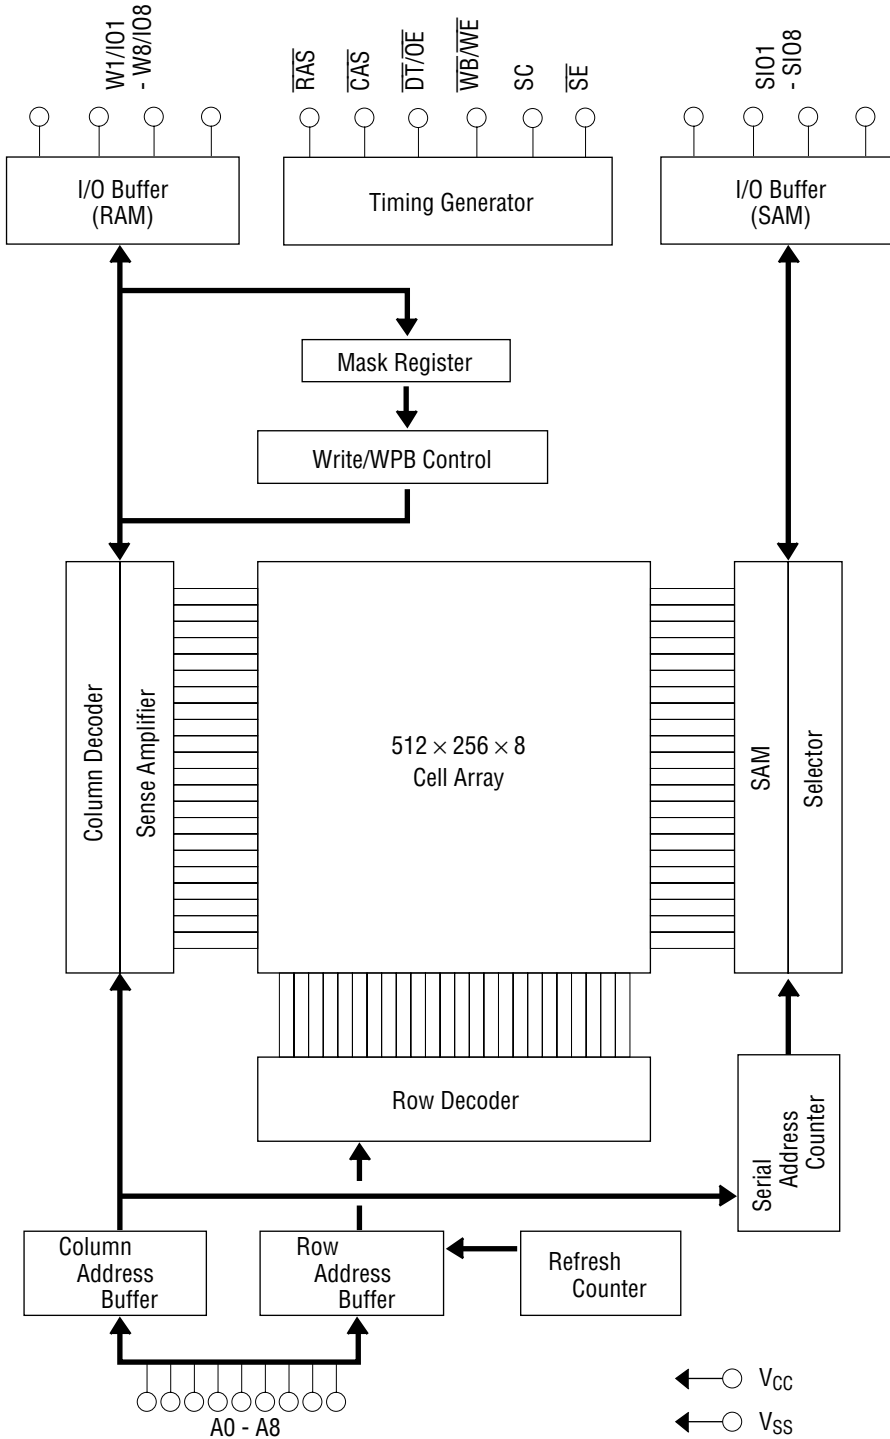 W1/IO1
- W8/IO8
RAS
CAS
DT/OE
WB/WE
SC
SE
SIO1
- SIO8
I/O Buffer
(RAM)
Timing Generator
I/O Buffer
(SAM)
Mask Register
Write/WPB Control
Column Decoder
Sense Amplifier
512 × 256 × 8
Cell Array
SAM
Selector
Row Decoder
Serial
Address
Counter
Column
Address
Buffer
Row
Address
Buffer
Refresh
Counter
A0 - A8
VCC
VSS